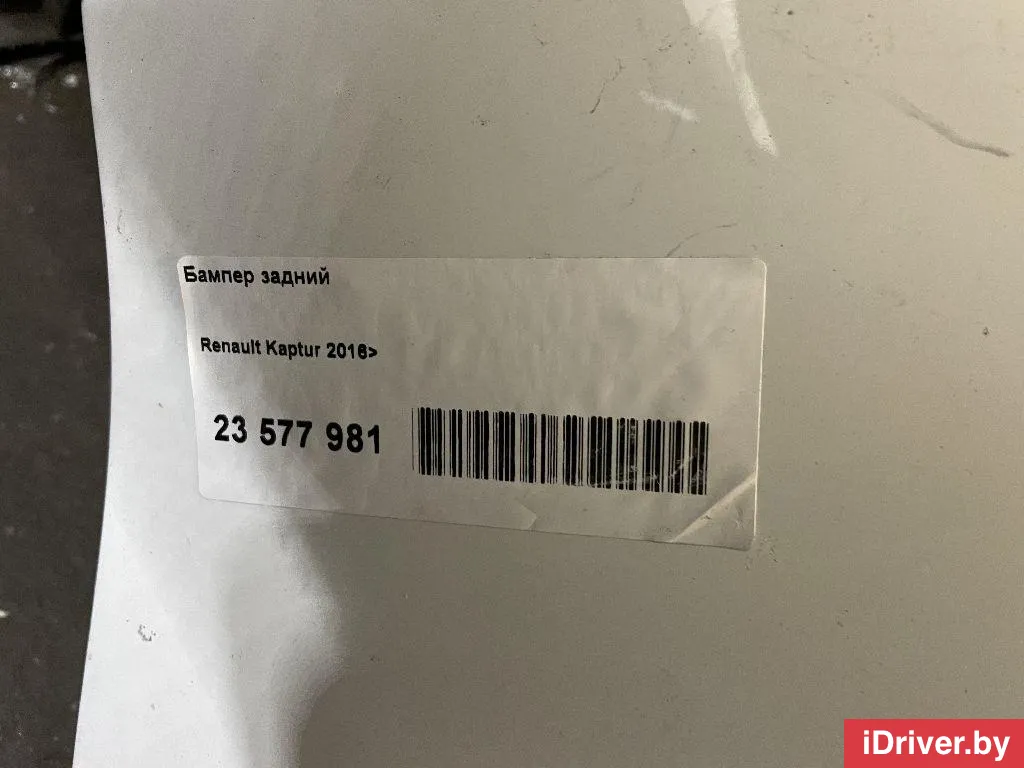 Бампер задний
Renault Kaptur 2016>
23 577 981
iDriver.by